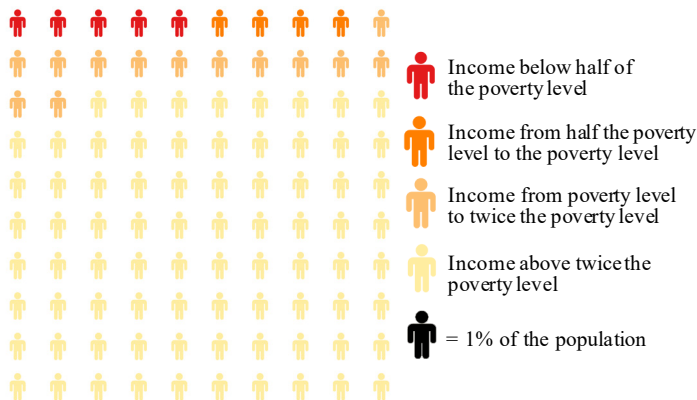 Income below half of
the poverty level
Income from half the poverty
level to the poverty level
Income from poverty level
to twice the poverty level
Income above twice the
poverty level
= 1% of the population